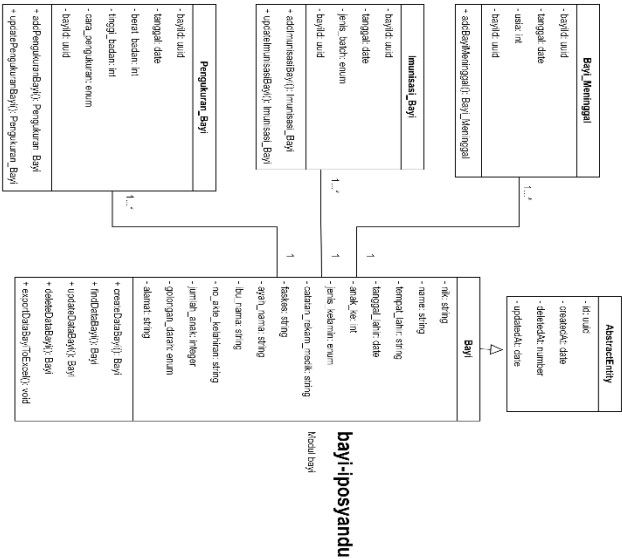 bayi-iposyandu
Modul bayi
AbstractEntity
- id: uuid
- createdAt: date
- deletedAt: number
- updatedAt: date
Bayi
- nik: string
- name: string
- tempat_lahir: string
- tanggal_lahir: date
- anak_ke: int
- jenis_kelamin: enum
- catatan_rekam_medik: string
- faskes: string
- ayah_nama: string
- ibu_nama: string
- no_akte_kelahiran: string
- jumlah_anak: integer
- golongan_darah: enum
- alamat: string
+ createDataBayi(): Bayi
+ findDataBayi(): Bayi
+ updateDataBayi(): Bayi
+ deleteDataBayi(): Bayi
+ exportDataBayiToExcel(): void
1
1
1
1...*
1...*
1...*
Bayi_Meninggal
- bayiId: uuid
- tanggal: date
- usia: int
- bayiId: uuid
+ addBayiMeninggal(): Bayi_Meninggal
Imunisasi_Bayi
- bayiId: uuid
- tanggal: date
- jenis_batch: enum
- bayiId: uuid
+ addImunisasiBayi(): Imunisasi_Bayi
+ updateImunisasiBayi(): Imunisasi_Bayi
Pengukuran_Bayi
- bayiId: uuid
- tanggal: date
- berat_badan: int
- tinggi_badan: int
- cara_pengukuran: enum
- bayiId: uuid
+ addPengukuranBayi(): Pengukuran_Bayi
+ updatePengukuranBayi(): Pengukuran_Bayi